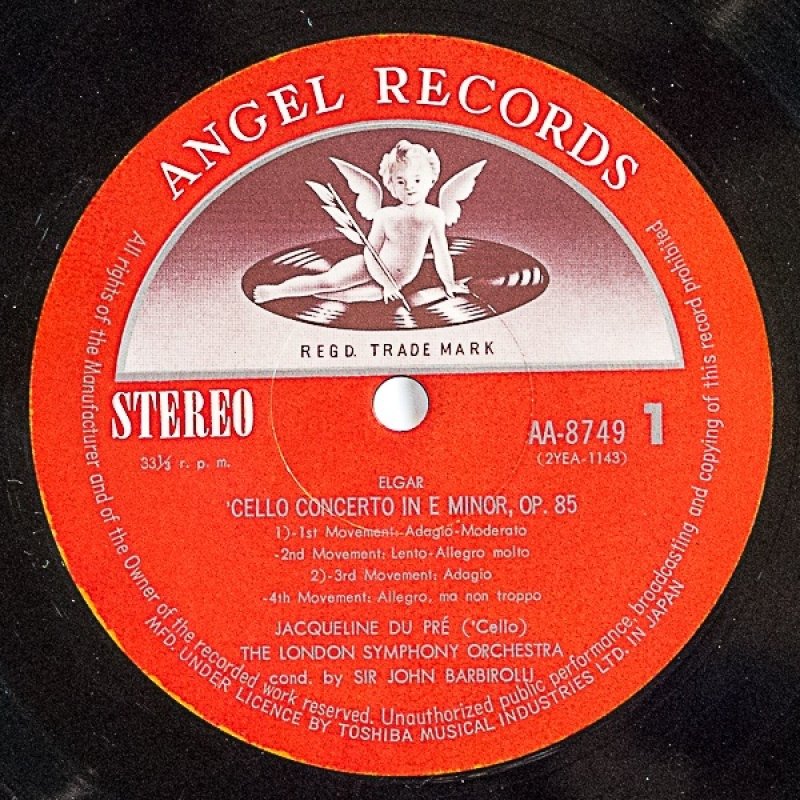 ANGEL RECORDS
REGD. TRADE MARK
STEREO
33⅓ r. p. m.
AA-8749 1
(2YEA-1143)
ELGAR
'CELLO CONCERTO IN E MINOR, OP. 85
1)-1st Movement: Adagio-Moderato
-2nd Movement: Lento-Allegro molto
2)-3rd Movement: Adagio
-4th Movement: Allegro, ma non troppo
JACQUELINE DU PRÉ ('Cello)
THE LONDON SYMPHONY ORCHESTRA
cond. by SIR JOHN BARBIROLLI
All rights of the Manufacturer and of the Owner of the recorded work reserved. Unauthorized public performance, broadcasting and copying of this record prohibited
MFD. UNDER LICENCE BY TOSHIBA MUSICAL INDUSTRIES LTD. IN JAPAN